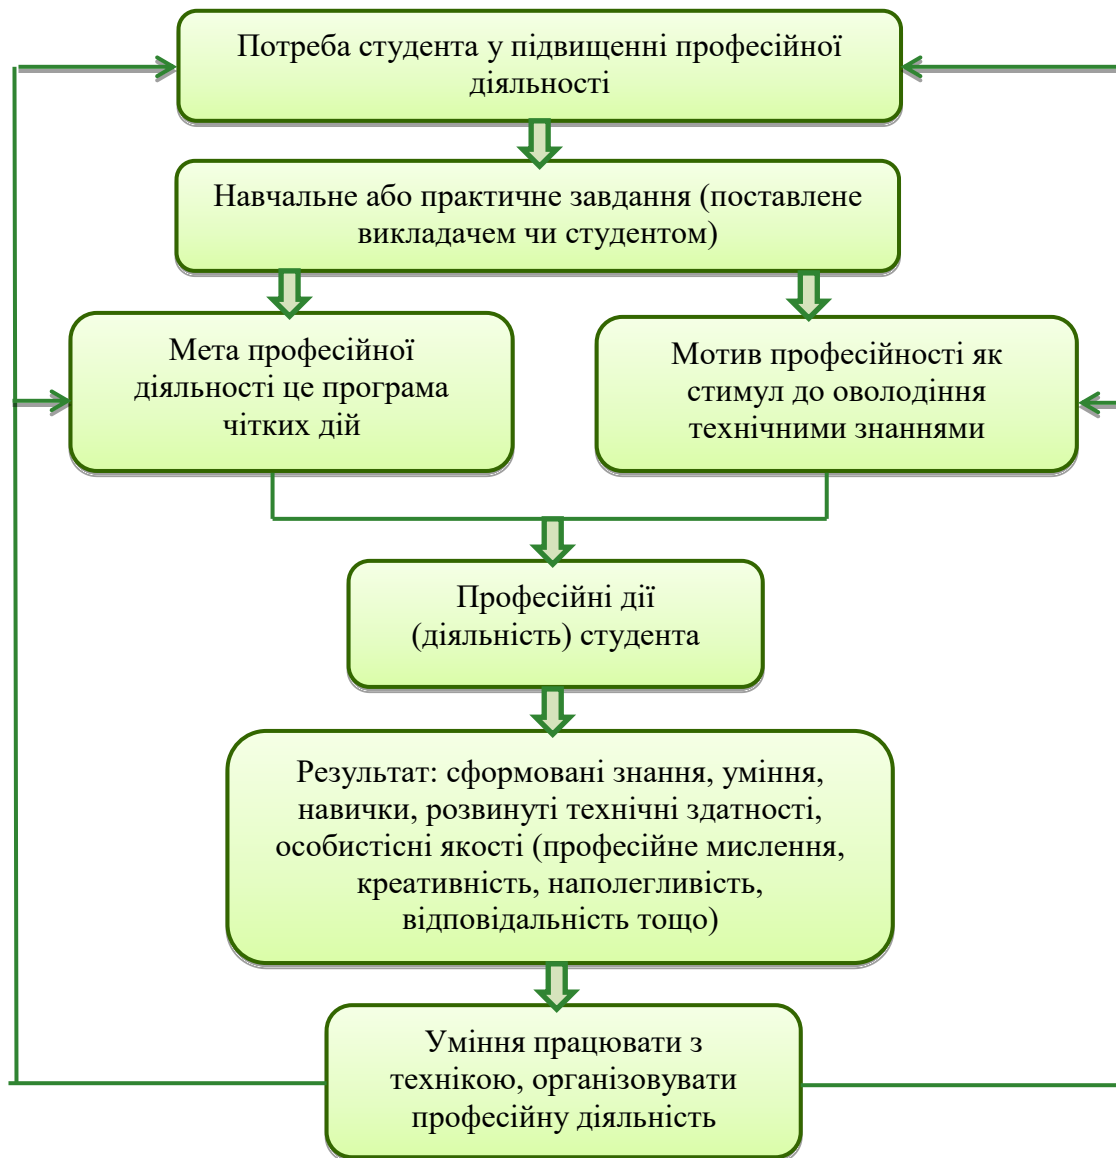 Потреба студента у підвищенні професійної
діяльності
Навчальне або практичне завдання (поставлене
викладачем чи студентом)
Мета професійної
діяльності це програма
чітких дій
Мотив професійності як
стимул до оволодіння
технічними знаннями
Професійні дії
(діяльність) студента
Результат: сформовані знання, уміння,
навички, розвинуті технічні здатності,
особистісні якості (професійне мислення,
креативність, наполегливість,
відповідальність тощо)
Уміння працювати з
технікою, організовувати
професійну діяльність